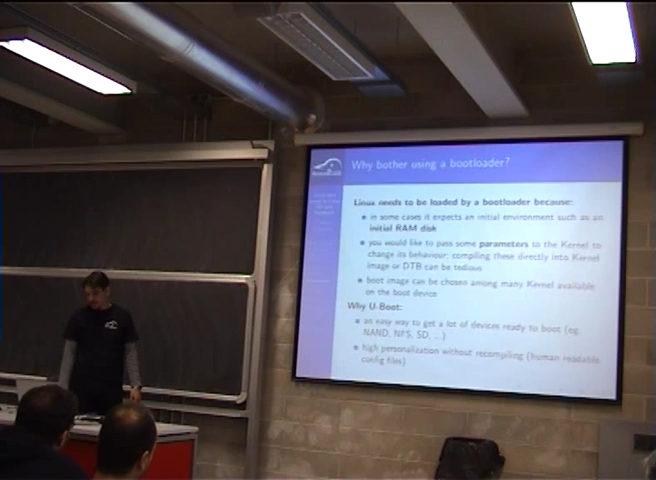 Why bother using a bootloader?
Linux needs to be loaded by a bootloader because:
in some cases it expects an initial environment such as an
initial RAM disk
you would like to pass some parameters to the Kernel to
change its behaviour; compiling these directly into Kernel
image or DTB can be tedious
boot image can be chosen among many Kernel available
on the boot device
Why U-Boot:
an easy way to get a lot of devices ready to boot (eg.
NAND, NFS, SD, ...)
high personalization without recompiling (human readable
config files)